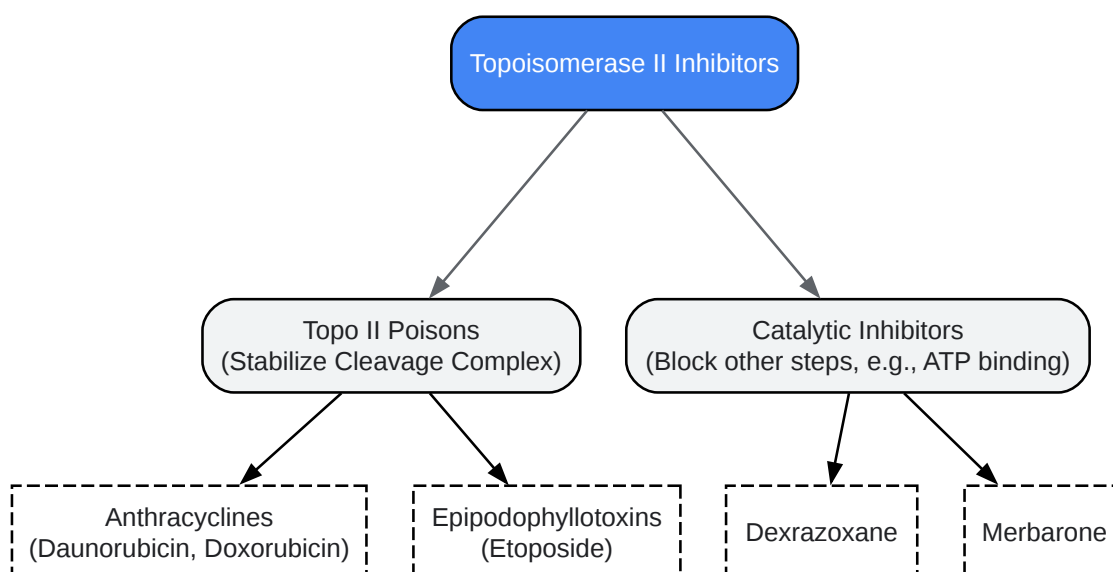 Topoisomerase II Inhibitors
Topo II Poisons
(Stabilize Cleavage Complex)
Catalytic Inhibitors
(Block other steps, e.g., ATP binding)
Anthracyclines
(Daunorubicin, Doxorubicin)
Epipodophyllotoxins
(Etoposide)
Dexrazoxane
Merbarone